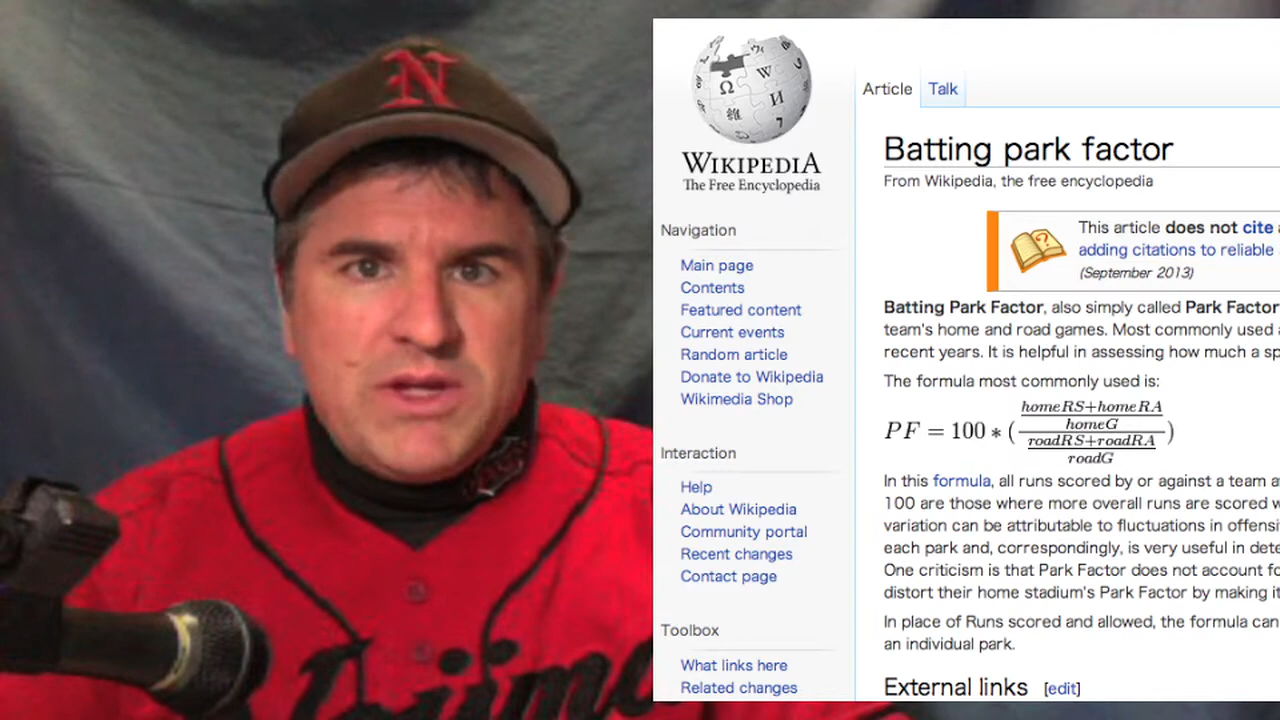 N
WIKIPEDIA
The Free Encyclopedia
Navigation
Main page
Contents
Featured content
Current events
Random article
Donate to Wikipedia
Wikimedia Shop
Interaction
Help
About Wikipedia
Community portal
Recent changes
Contact page
Toolbox
What links here
Related changes
Article Talk
Batting park factor
From Wikipedia, the free encyclopedia
This article does not cite
adding citations to reliable
(September 2013)
Batting Park Factor, also simply called Park Factor
team's home and road games. Most commonly used
recent years. It is helpful in assessing how much a
The formula most commonly used is:
homeRS+homeRA
homeG
PF = 100 * ( )
roadRS+roadRA
roadG
In this formula, all runs scored by or against a team
100 are those where more overall runs are scored
variation can be attributable to fluctuations in
each park and, correspondingly, is very useful in
One criticism is that Park Factor does not account
distort their home stadium's Park Factor by making it
In place of Runs scored and allowed, the formula can
an individual park.
External links [edit]